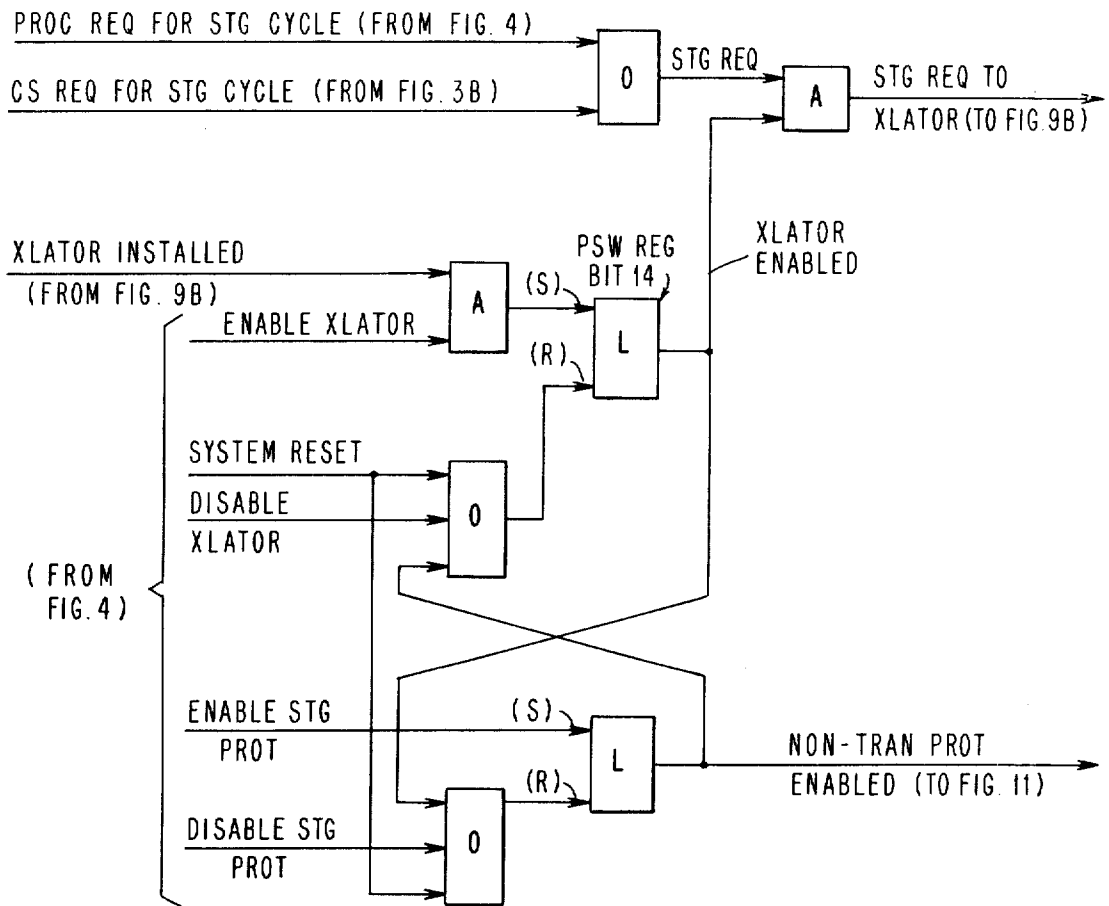 PROC REQ FOR STG CYCLE (FROM FIG. 4)
O
STG REQ
CS REQ FOR STG CYCLE (FROM FIG. 3B)
A
STG REQ TO
XLATOR (TO FIG. 9B)
XLATOR INSTALLED
(FROM FIG. 9B)
A
(S)
PSW REG
BIT 14
XLATOR
ENABLED
ENABLE XLATOR
(R)
L
SYSTEM RESET
DISABLE
XLATOR
O
(FROM
FIG. 4)
ENABLE STG
PROT
(S)
L
NON-TRAN PROT
ENABLED (TO FIG. 11)
(R)
DISABLE STG
PROT
O